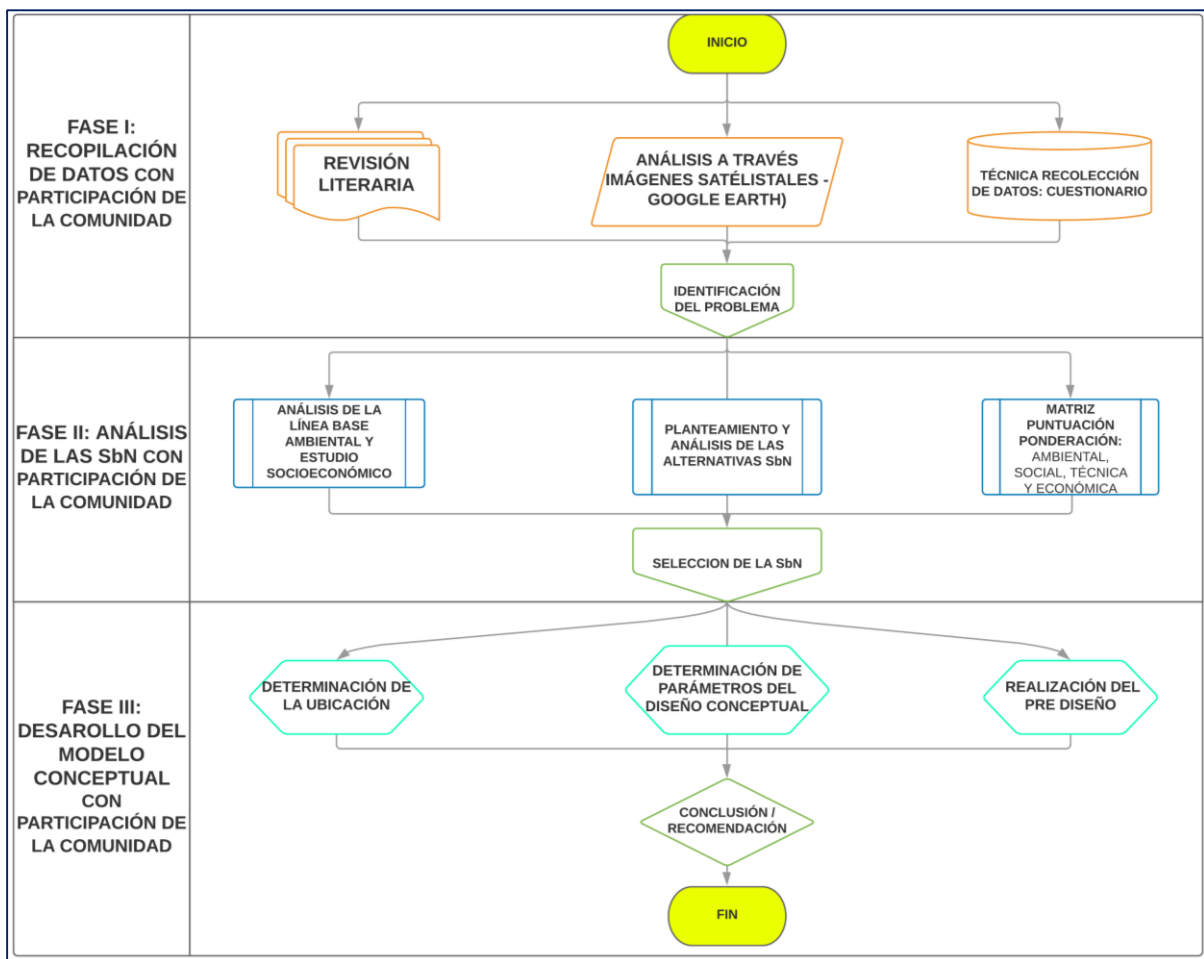 INICIO
FASE I:
RECOPILACIÓN
DE DATOS CON
PARTICIPACIÓN DE
LA COMUNIDAD
REVISIÓN
LITERARIA
ANÁLISIS A TRAVÉS
IMÁGENES SATÉLISTALES -
GOOGLE EARTH)
TÉCNICA RECOLECCIÓN
DE DATOS: CUESTIONARIO
IDENTIFICACIÓN
DEL PROBLEMA
FASE II: ANÁLISIS
DE LAS SbN CON
PARTICIPACIÓN DE
LA COMUNIDAD
ANÁLISIS DE LA
LÍNEA BASE
AMBIENTAL Y
ESTUDIO
SOCIOECONÓMICO
PLANTEAMIENTO Y
ANÁLISIS DE LAS
ALTERNATIVAS SbN
MATRIZ
PUNTUACIÓN
PONDERACIÓN:
AMBIENTAL,
SOCIAL, TÉCNICA
Y ECONÓMICA
SELECCION DE LA SbN
FASE III:
DESAROLLO DEL
MODELO
CONCEPTUAL
CON
PARTICIPACIÓN DE
LA COMUNIDAD
DETERMINACIÓN DE
LA UBICACIÓN
DETERMINACIÓN DE
PARÁMETROS DEL
DISEÑO CONCEPTUAL
REALIZACIÓN DEL
PRE DISEÑO
CONCLUSIÓN /
RECOMENDACIÓN
FIN